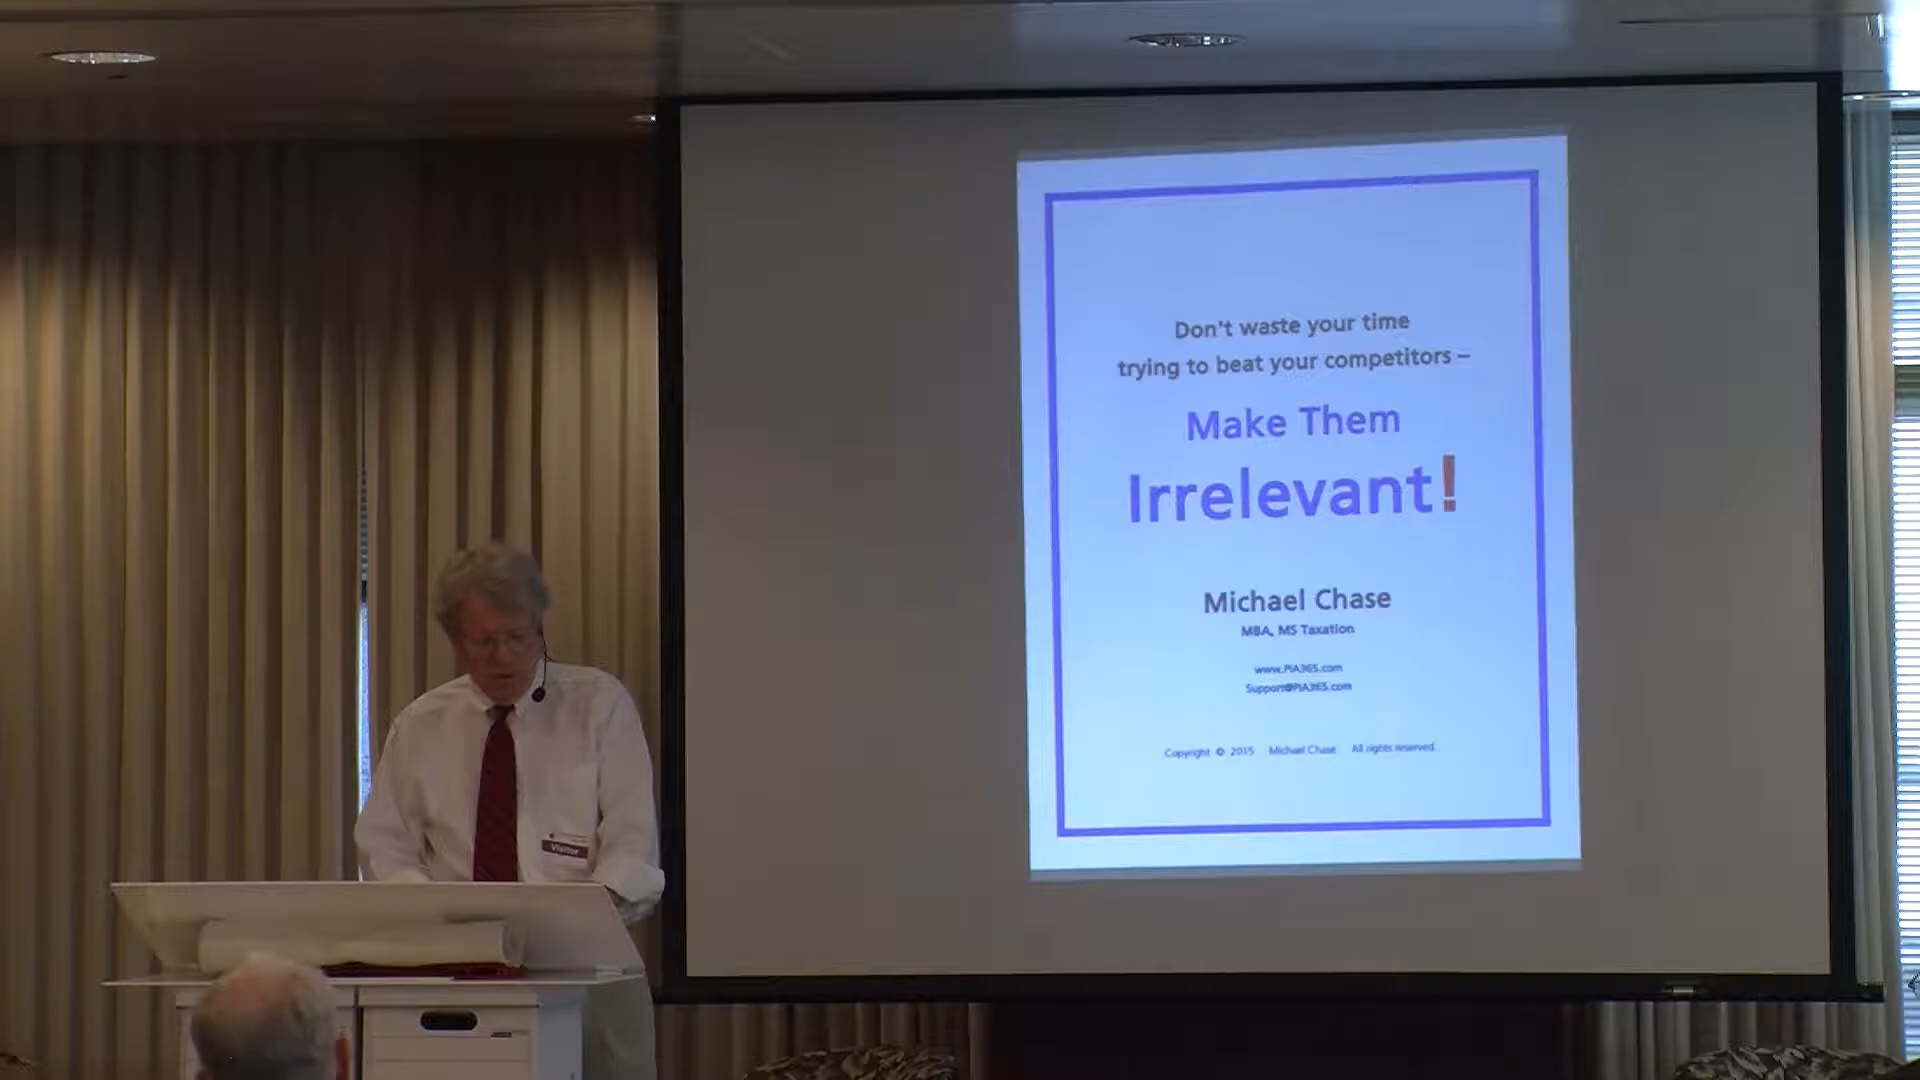 Don't waste your time
trying to beat your competitors –
Make Them
Irrelevant!
Michael Chase
MBA, MS Taxation
www.PIA365.com
Support@PIA365.com
Copyright © 2015 Michael Chase All rights reserved.
Visitor